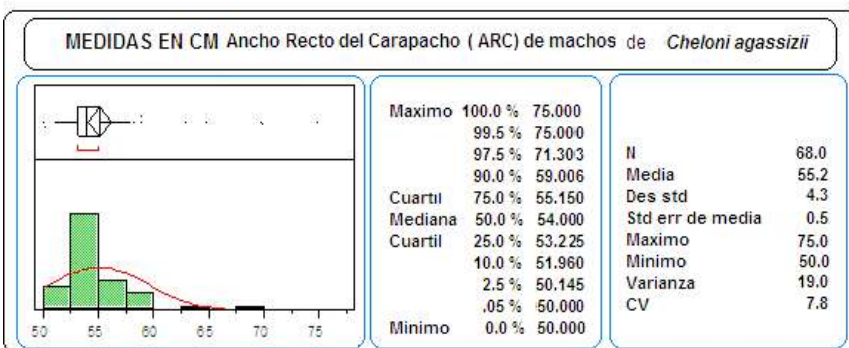 MEDIDAS EN CM Ancho Recto del Carapacho ( ARC) de machos de Cheloni agassizii
Maximo 100.0 % 75.000
99.5 % 75.000
97.5 % 71.303
90.0 % 59.006
Cuartil 75.0 % 55.150
Mediana 50.0 % 54.000
Cuartil 25.0 % 53.225
10.0 % 51.960
2.5 % 50.145
.05 % 50.000
Minimo 0.0 % 50.000
N 68.0
Media 55.2
Des std 4.3
Std err de media 0.5
Maximo 75.0
Minimo 50.0
Varianza 19.0
CV 7.8
50 55 60 65 70 75